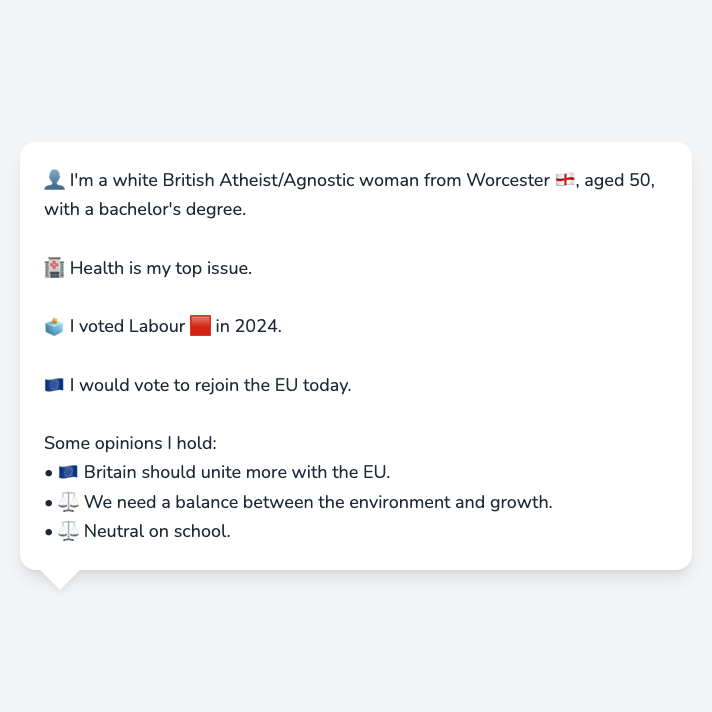 👤 I'm a white British Atheist/Agnostic woman from Worcester 🏴󠁧󠁢󠁥󠁮󠁧󠁿, aged 50,
with a bachelor's degree.
🏥 Health is my top issue.
🗳️ I voted Labour 🟥 in 2024.
🇪🇺 I would vote to rejoin the EU today.
Some opinions I hold:
• 🇪🇺 Britain should unite more with the EU.
• ⚖️ We need a balance between the environment and growth.
• ⚖️ Neutral on school.